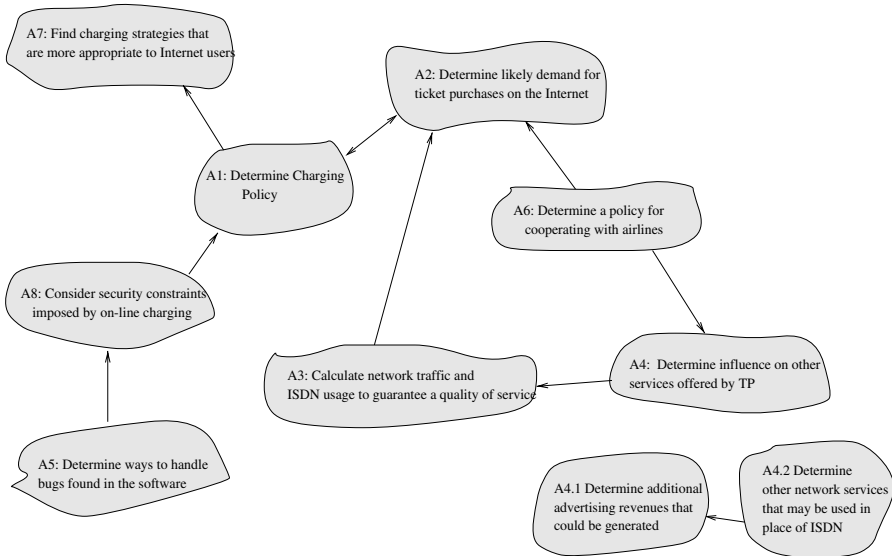 A7: Find charging strategies that
are more appropriate to Internet users
A2: Determine likely demand for
ticket purchases on the Internet
A1: Determine Charging
Policy
A6: Determine a policy for
cooperating with airlines
A8: Consider security constraints
imposed by on-line charging
A3: Calculate network traffic and
ISDN usage to guarantee a quality of service
A4: Determine influence on other
services offered by TP
A5: Determine ways to handle
bugs found in the software
A4.1 Determine additional
advertising revenues that
could be generated
A4.2 Determine
other network services
that may be used in
place of ISDN